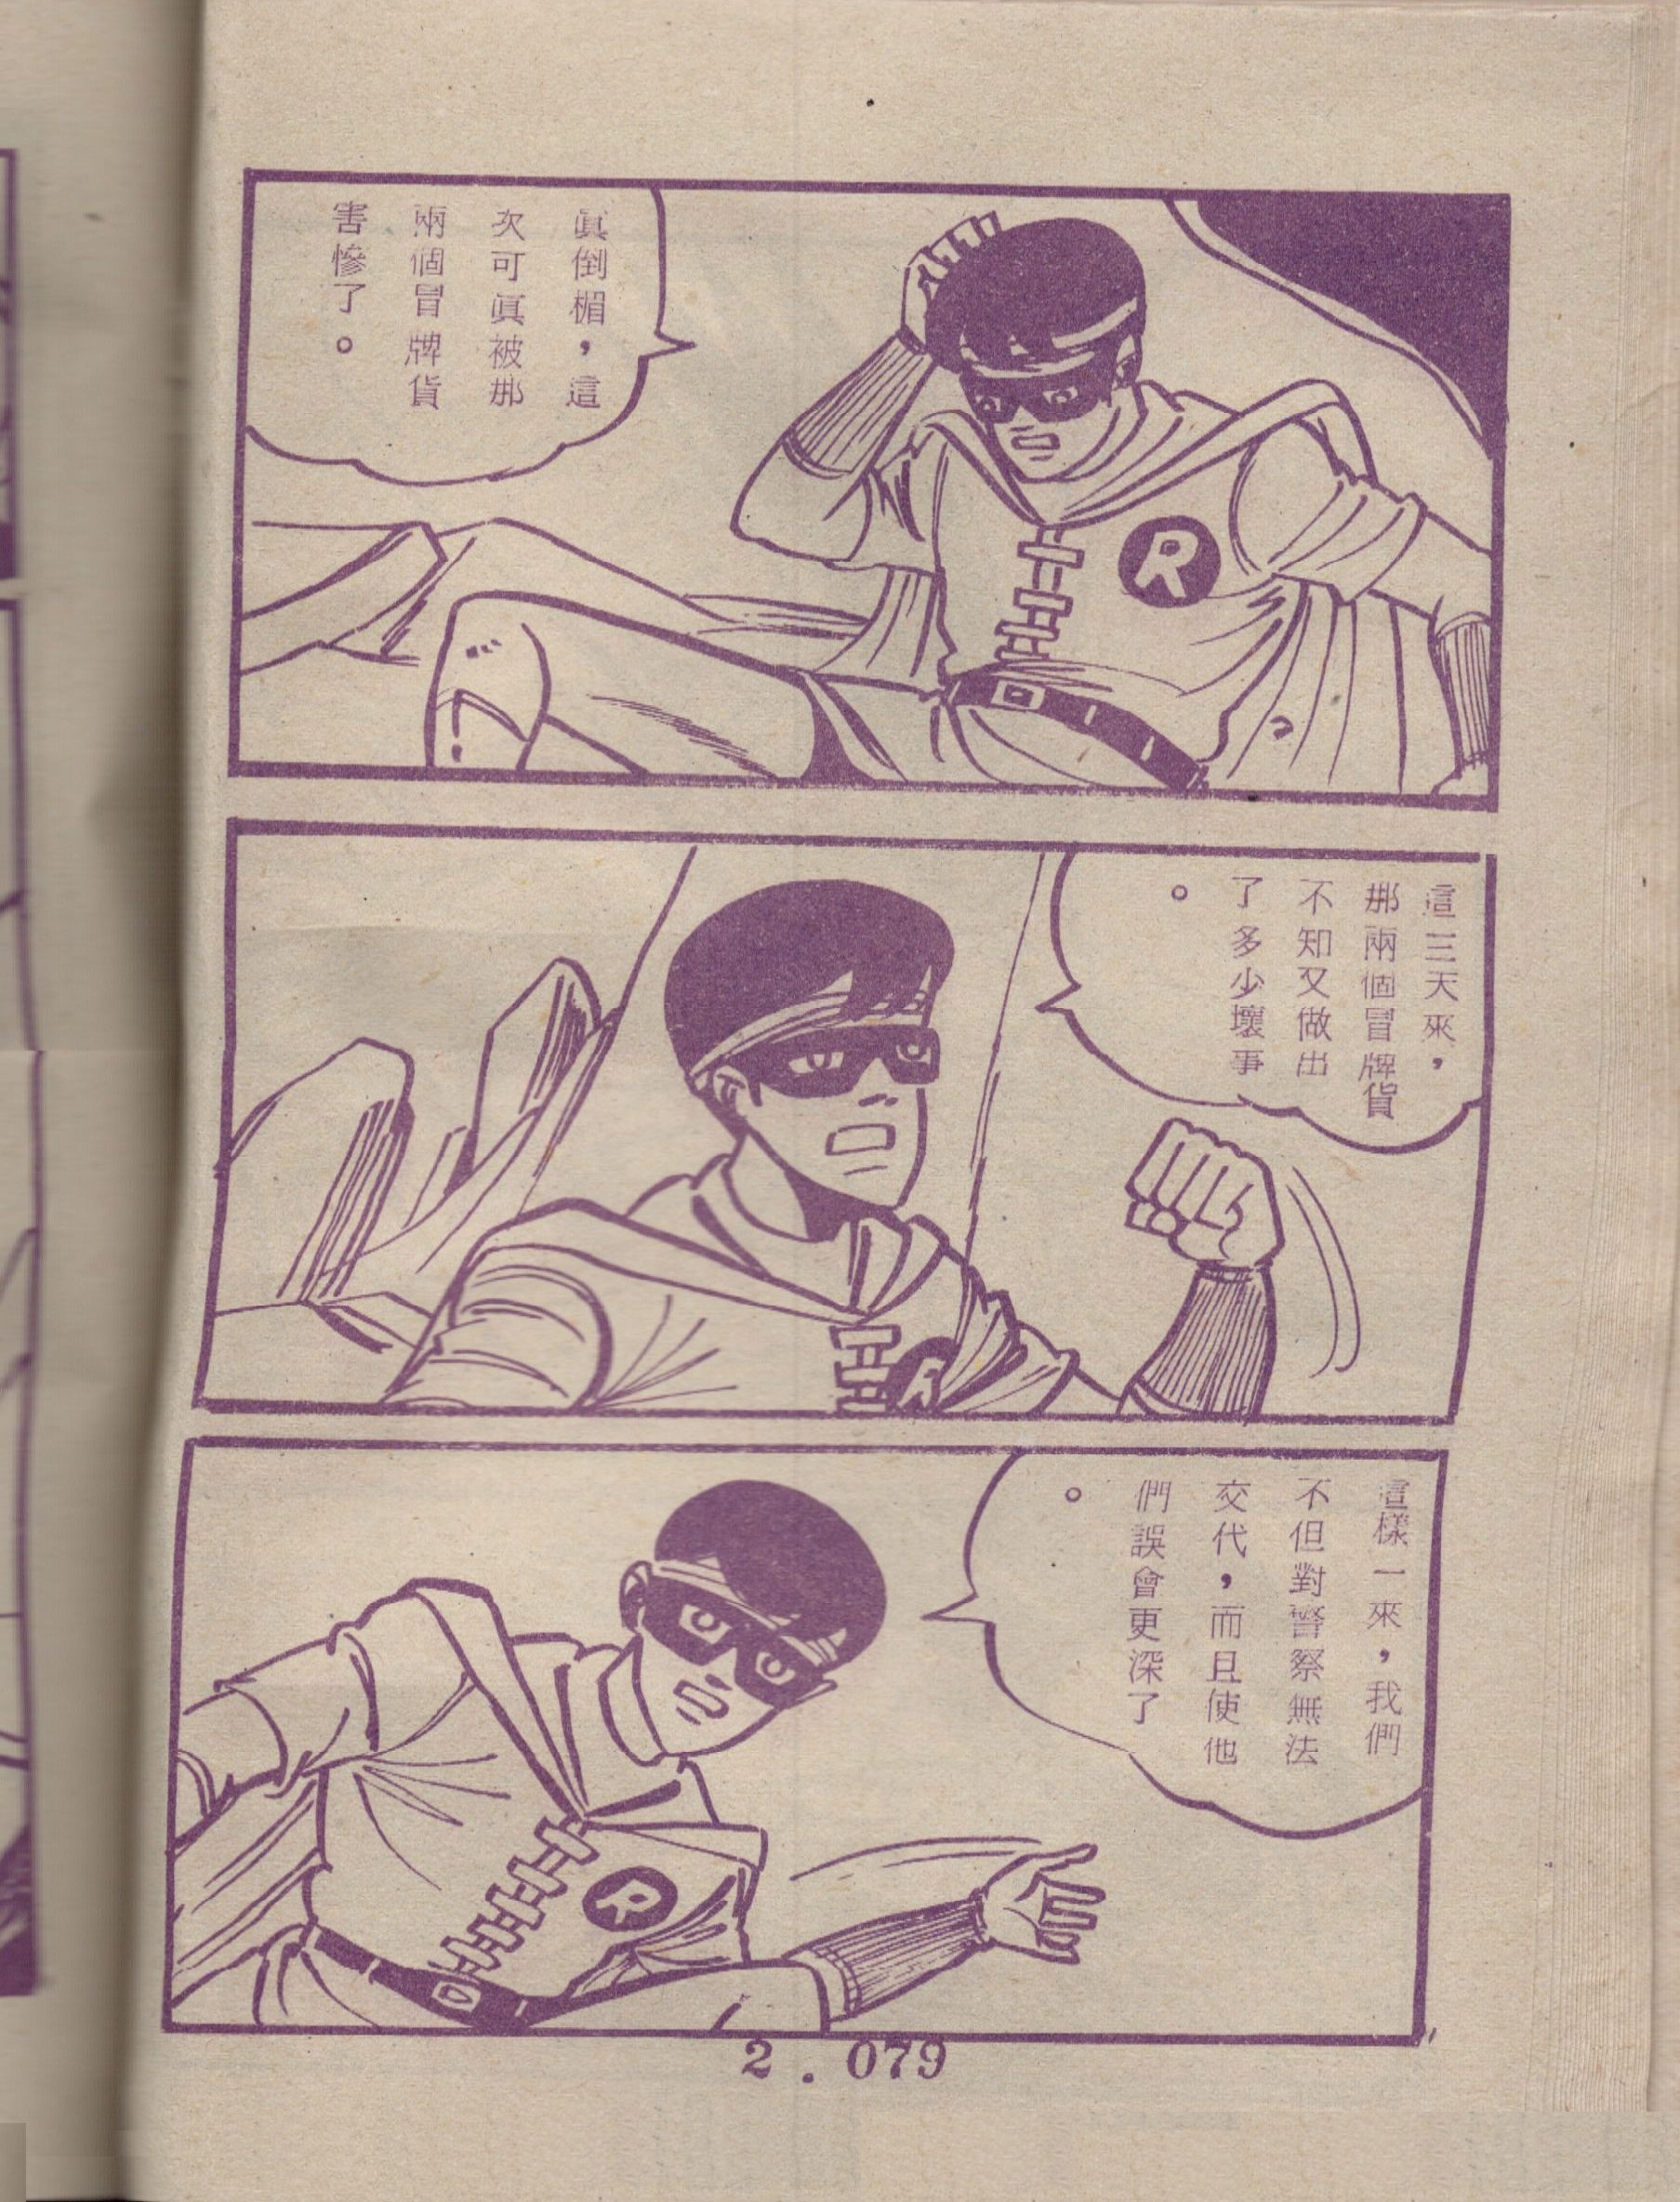 眞倒楣，這
次可眞被那
兩個冒牌貨
害慘了。
R
這三天來，
那兩個冒牌貨
不知又做出
了多少壞事
。
R
這樣一來，我們
不但對警察無法
交代，而且使他
們誤會更深了
。
R
2.079